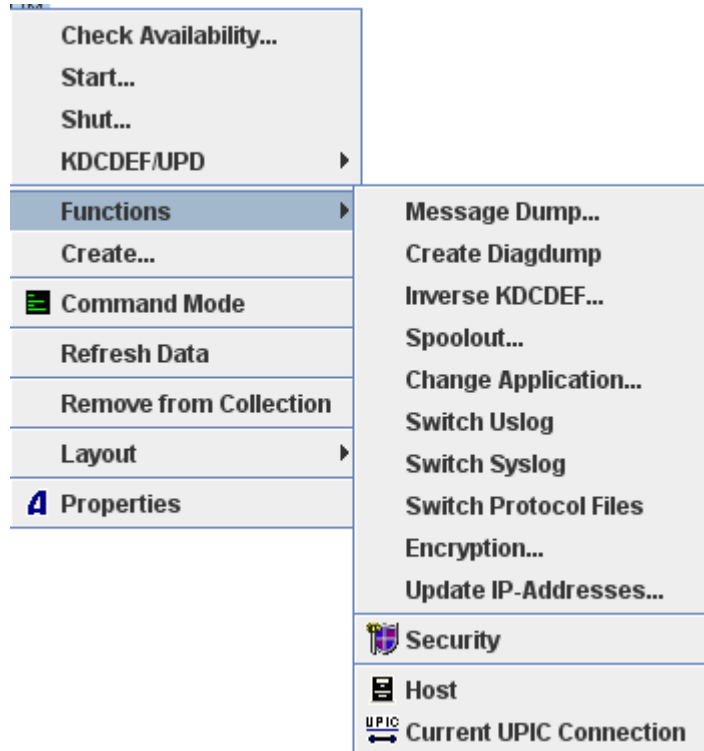 Check Availability...
Start...
Shut...
KDCDEF/UPD
Functions
Create...
Command Mode
Refresh Data
Remove from Collection
Layout
Properties
Message Dump...
Create Diagdump
Inverse KDCDEF...
Spoolout...
Change Application...
Switch Uslog
Switch Syslog
Switch Protocol Files
Encryption...
Update IP-Addresses...
Security
Host
UPIC
Current UPIC Connection